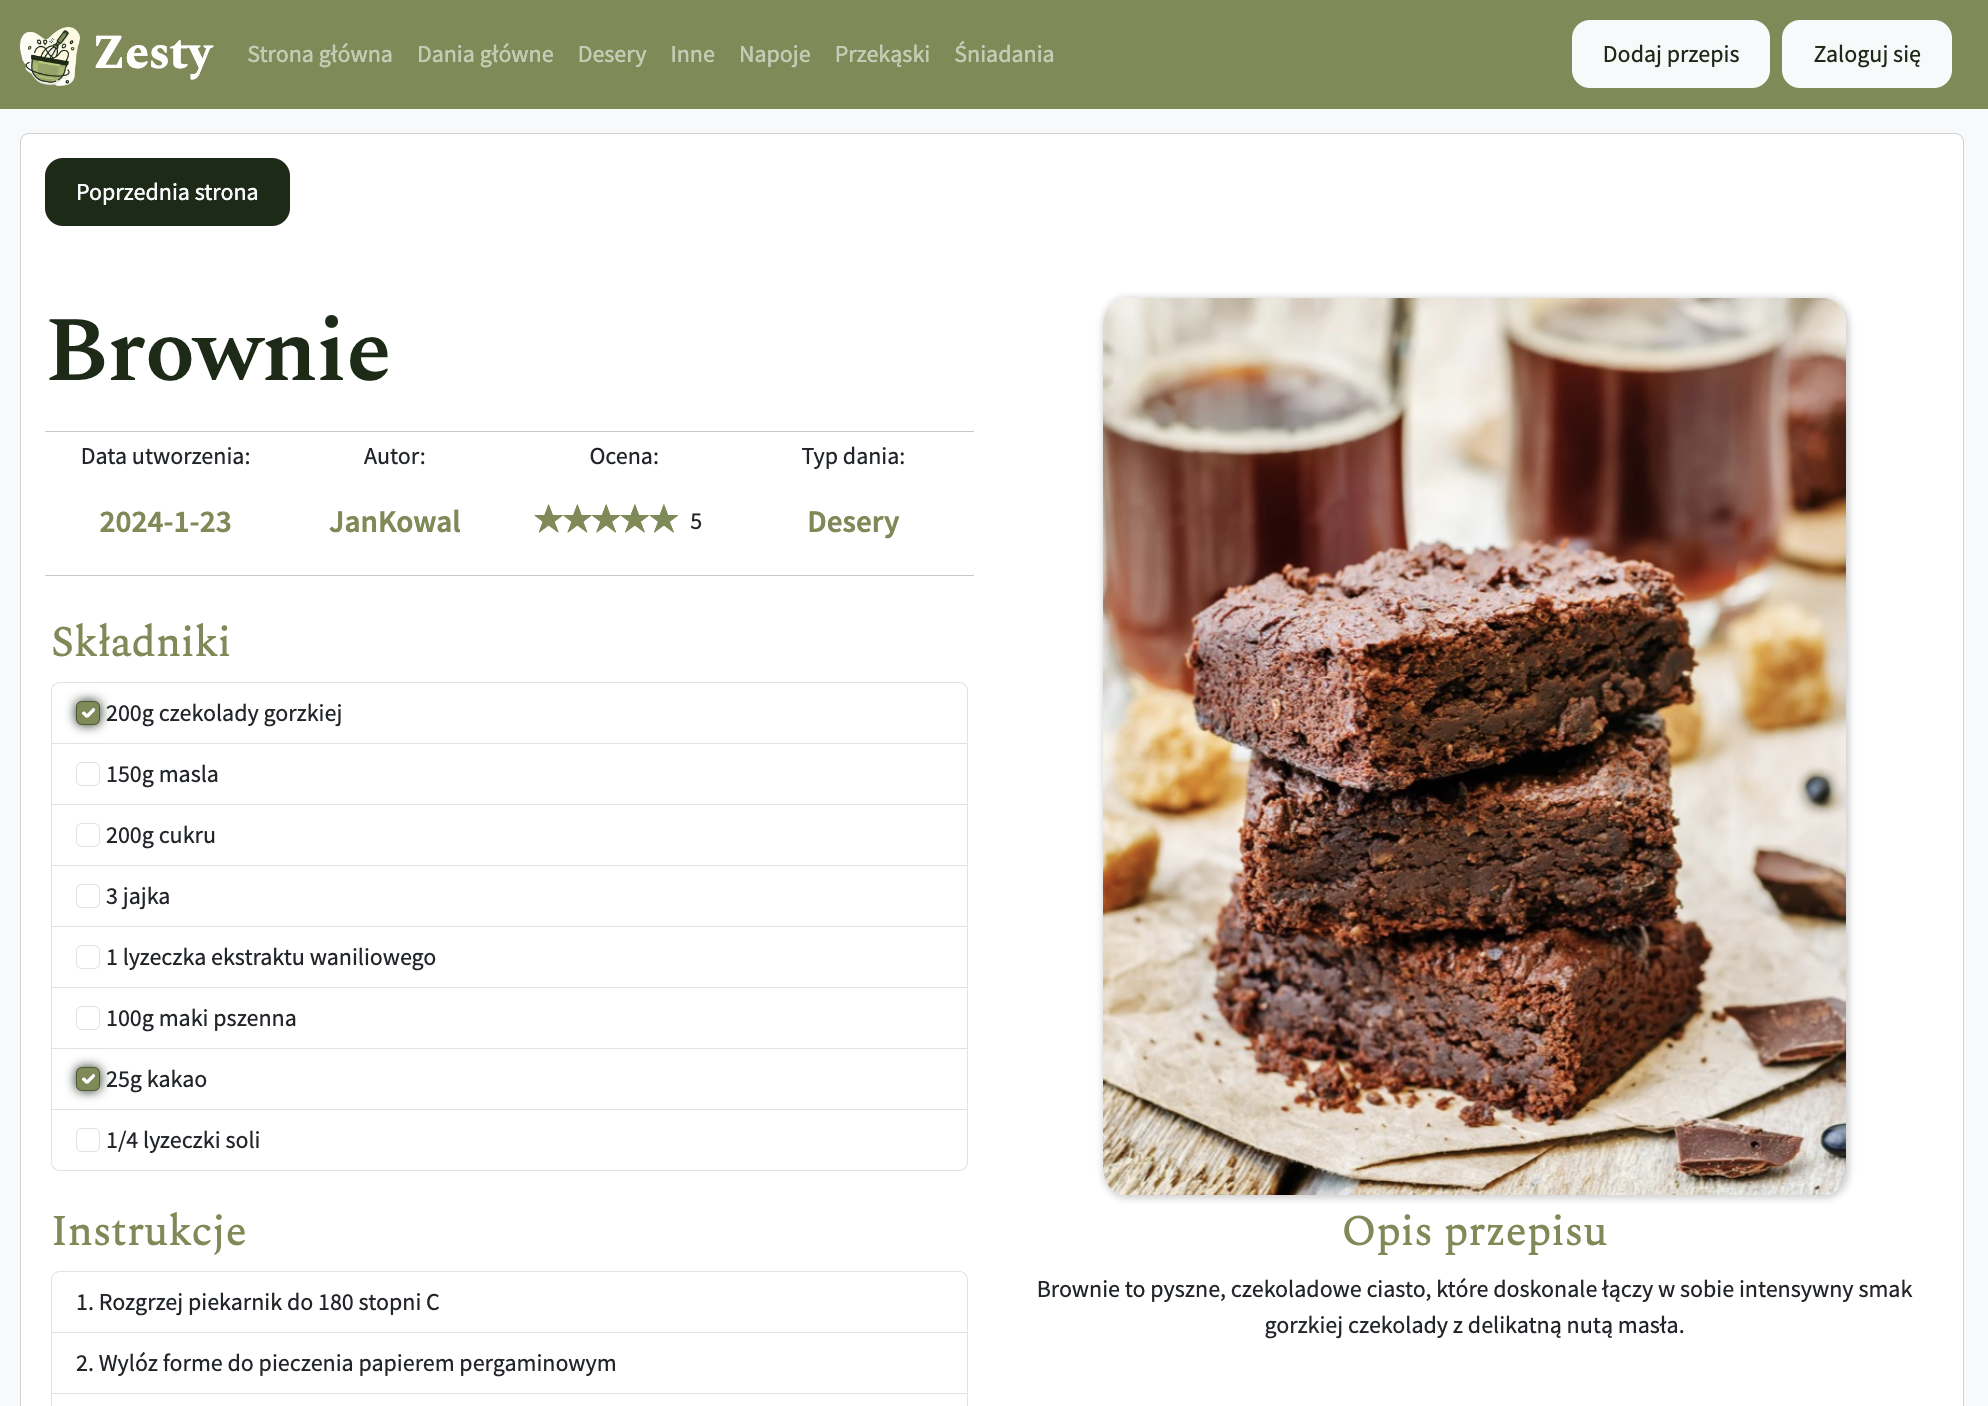 Zesty
Strona główna
Dania główne
Desery
Inne
Napoje
Przekąski
Śniadania
Dodaj przepis
Zaloguj się
Poprzednia strona
Brownie
Data utworzenia:
2024-1-23
Autor:
JanKowal
Ocena:
★★★★★ 5
Typ dania:
Desery
Składniki
200g czekolady gorzkiej
150g masla
200g cukru
3 jajka
1 lyzeczka ekstraktu waniliowego
100g maki pszenna
25g kakao
1/4 lyzeczki soli
Instrukcje
1. Rozgrzej piekarnik do 180 stopni C
2. Wylóz forme do pieczenia papierem pergaminowym
Opis przepisu
Brownie to pyszne, czekoladowe ciasto, które doskonale łączy w sobie intensywny smak
gorzkiej czekolady z delikatną nutą masła.